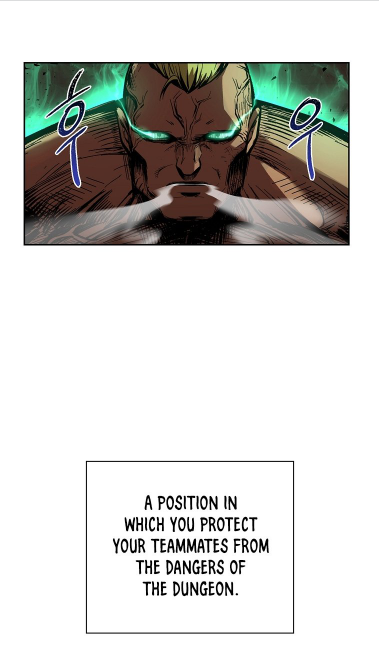 후
우
A POSITION IN
WHICH YOU PROTECT
YOUR TEAMMATES FROM
THE DANGERS OF
THE DUNGEON.